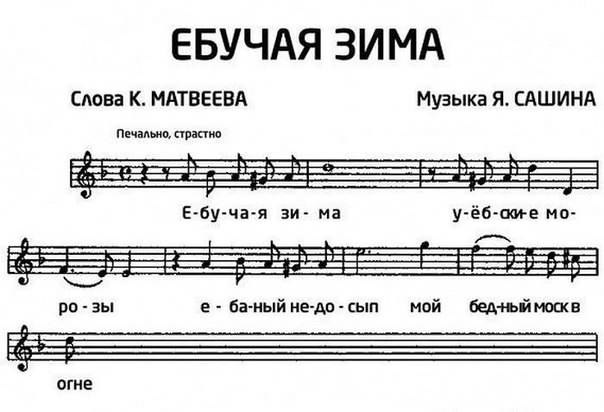 ЕБУЧАЯ ЗИМА
Слова К. МАТВЕЕВА Музыка Я. САШИНА
Печально, страстно
Е-бу-ча-я зи - ма у-ёб-ски-е мо-
ро - зы е - ба-ный не-до-сып мой бед-ный моск в
огне